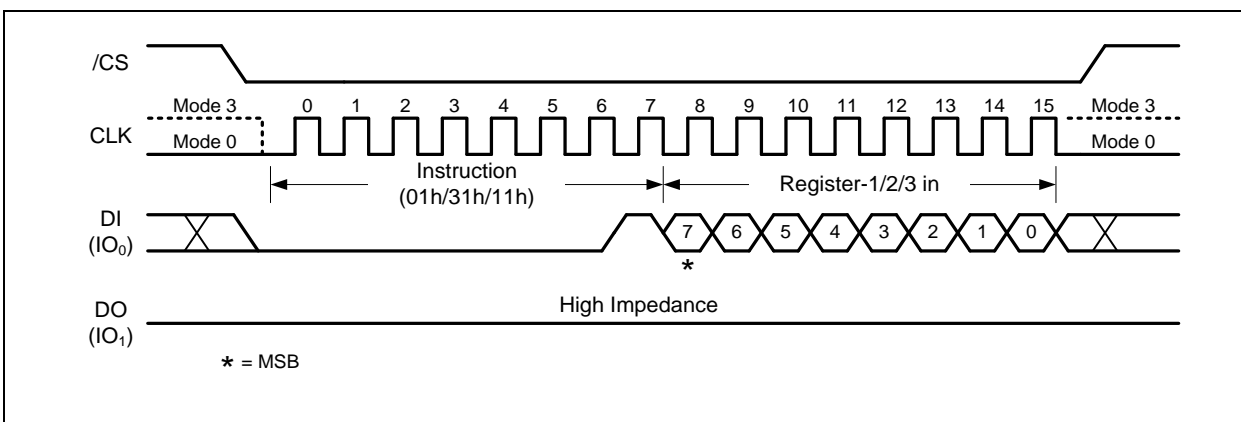 /CS
Mode 3 0 1 2 3 4 5 6 7 8 9 10 11 12 13 14 15 Mode 3
CLK
Mode 0 Mode 0
Instruction
(01h/31h/11h)
Register-1/2/3 in
DI
(IO₀)
7 6 5 4 3 2 1 0
*
DO
(IO₁)
High Impedance
* = MSB